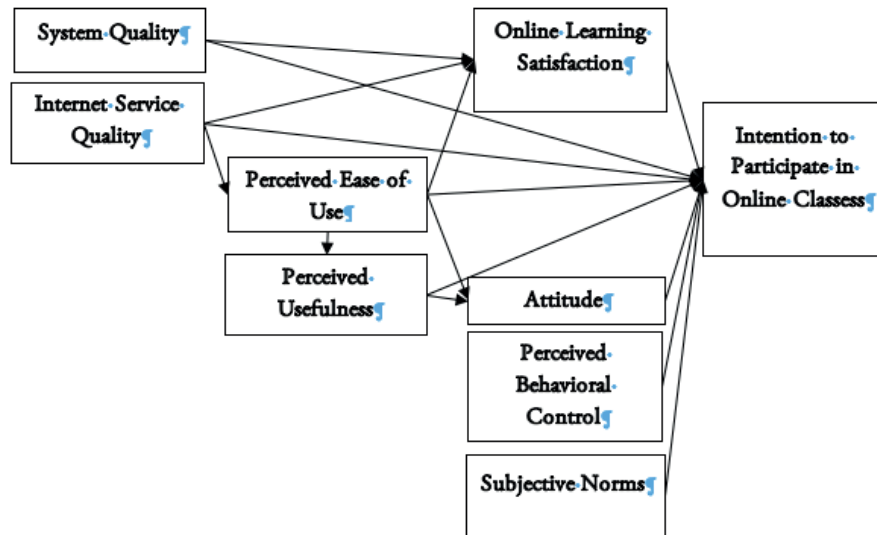 System Quality
Online Learning
Satisfaction
Internet Service
Quality
Intention to
Participate in
Online Classess
Perceived Ease of
Use
Perceived
Usefulness
Attitude
Perceived
Behavioral
Control
Subjective Norms